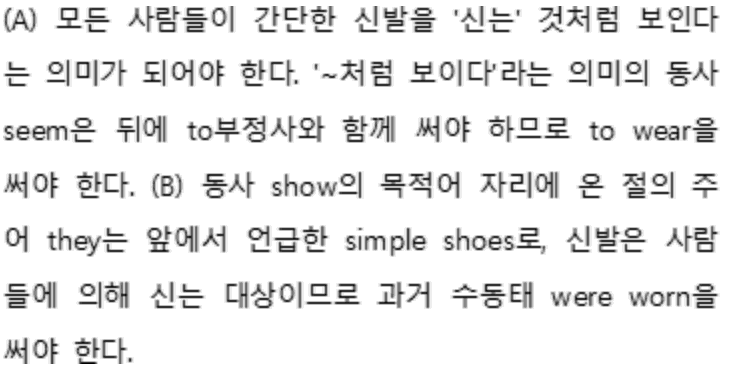 (A) 모든 사람들이 간단한 신발을 '신는' 것처럼 보인다
는 의미가 되어야 한다. '~처럼 보이다'라는 의미의 동사
seem은 뒤에 to부정사와 함께 써야 하므로 to wear을
써야 한다. (B) 동사 show의 목적어 자리에 온 절의 주
어 they는 앞에서 언급한 simple shoes로, 신발은 사람
들에 의해 신는 대상이므로 과거 수동태 were worn을
써야 한다.